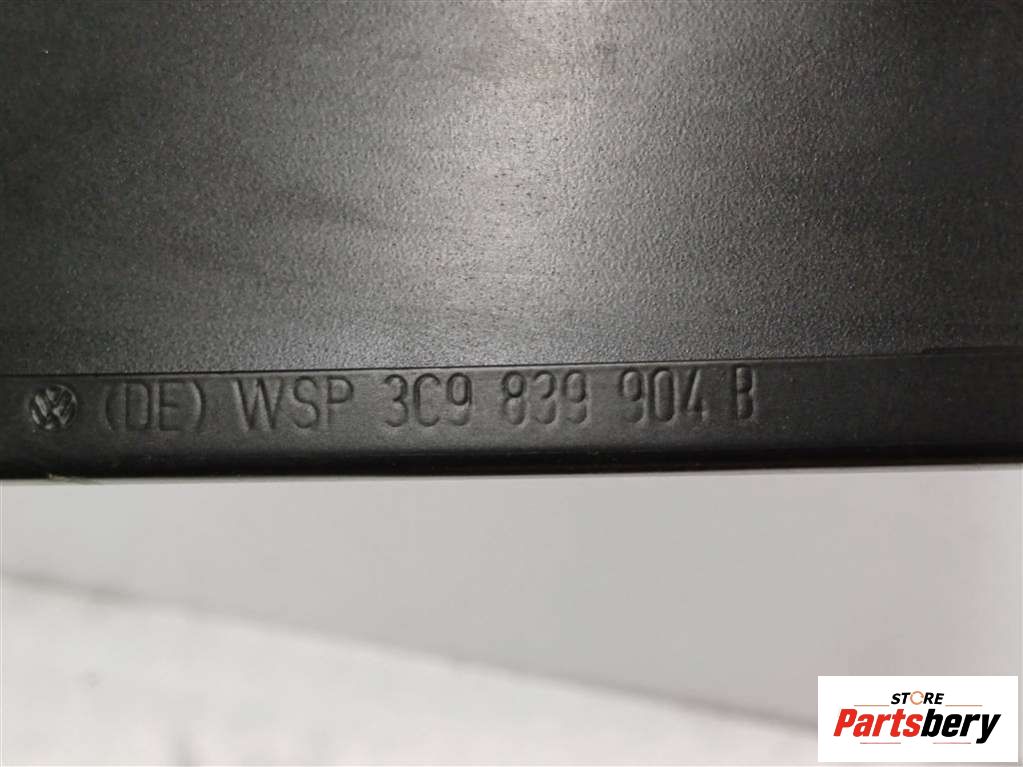 (DE) WSP 3C9 839 904 B
STORE
Partsbery